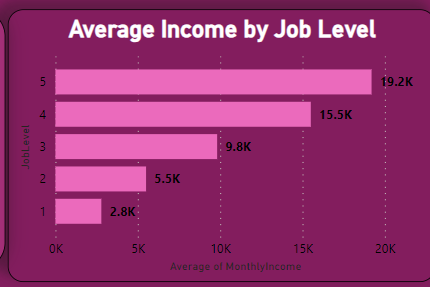 Average Income by Job Level
JobLevel
5 19.2K
4 15.5K
3 9.8K
2 5.5K
1 2.8K
0K 5K 10K 15K 20K
Average of MonthlyIncome